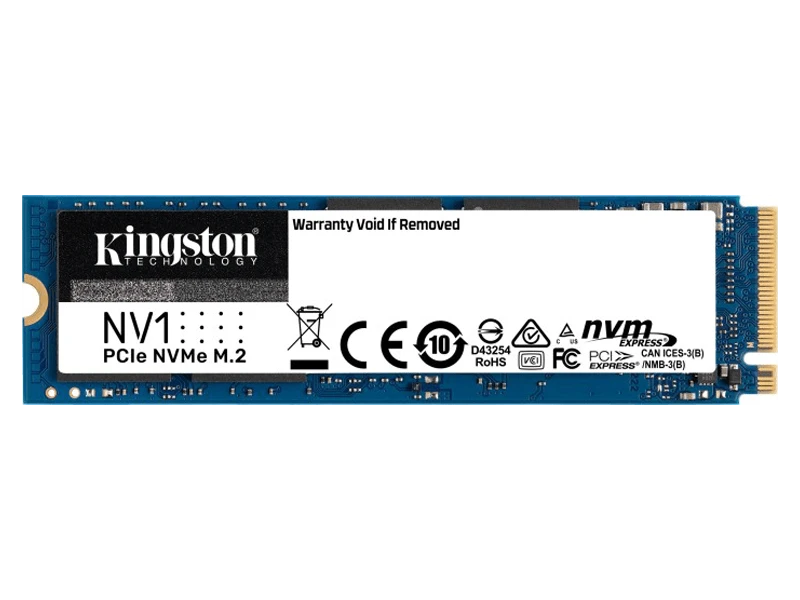 Warranty Void If Removed
Kingston®
TECHNOLOGY
NV1
PCIe NVMe M.2
CE
10
D43254
RoHS
VCI
C US
FC
nvm
EXPRESS®
PCI
EXPRESS®
CAN ICES-3(B)
/NMB-3(B)